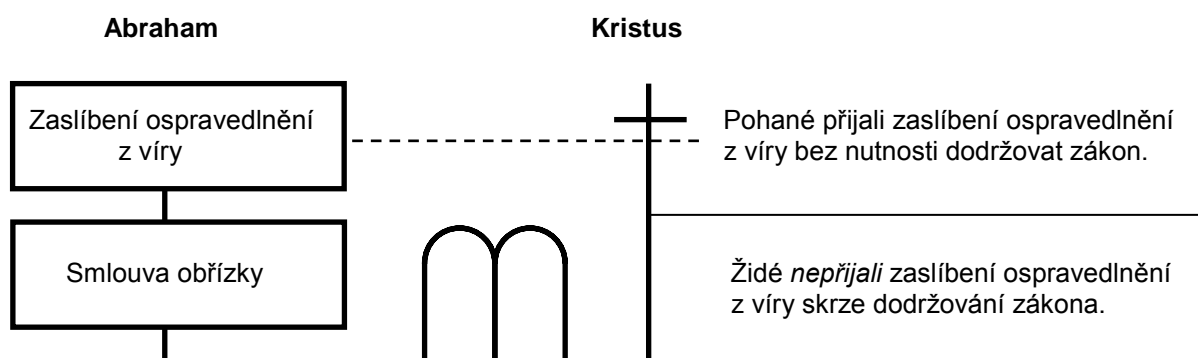 Abraham
Kristus
Zaslíbení ospravedlnění
z víry
Pohané přijali zaslíbení ospravedlnění
z víry bez nutnosti dodržovat zákon.
Smlouva obřízky
Židé nepřijali zaslíbení ospravedlnění
z víry skrze dodržování zákona.